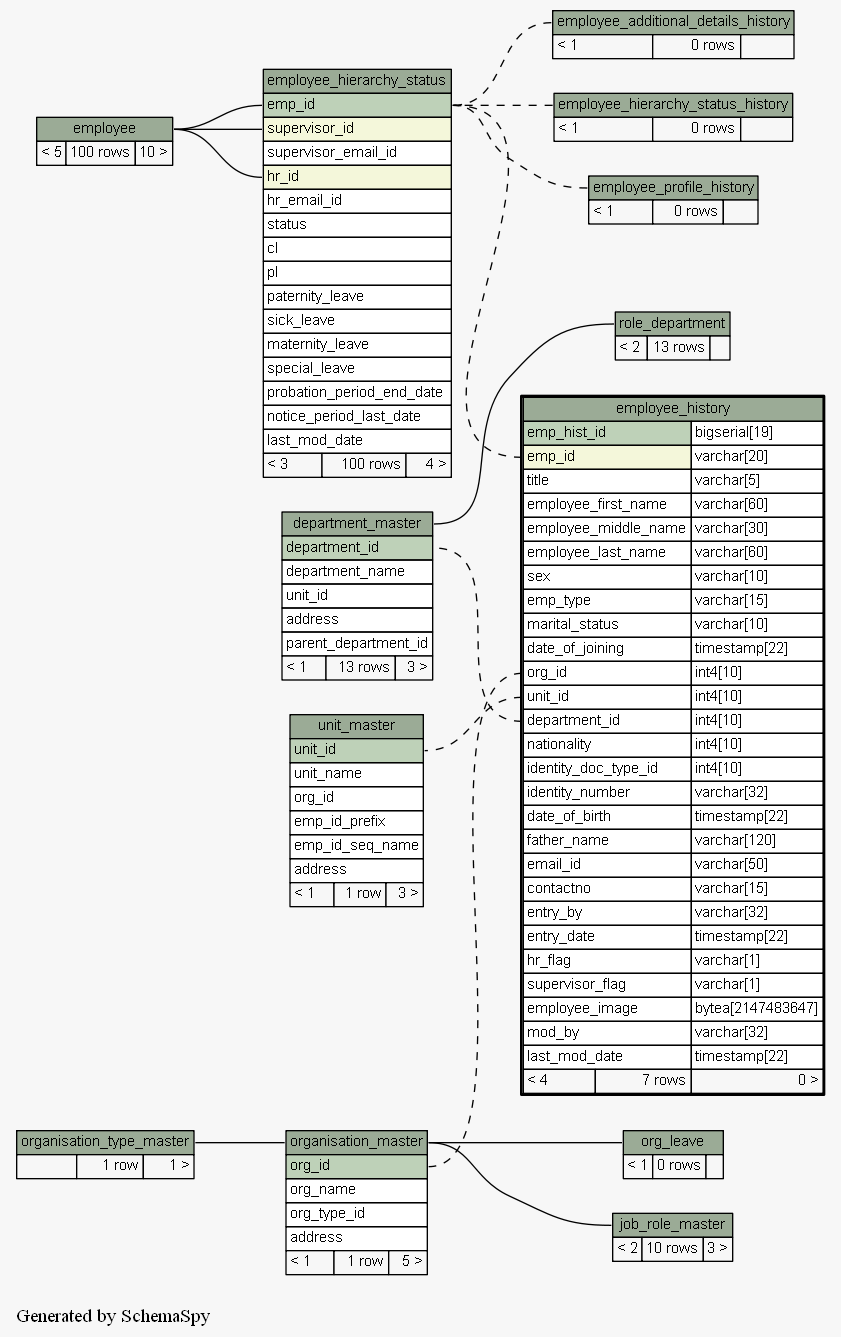 employee_additional_details_history
< 1 0 rows
employee_hierarchy_status
emp_id
supervisor_id
supervisor_email_id
hr_id
hr_email_id
status
cl
pl
paternity_leave
sick_leave
maternity_leave
special_leave
probation_period_end_date
notice_period_last_date
last_mod_date
< 3 100 rows 4 >
employee_hierarchy_status_history
< 1 0 rows
employee
< 5 100 rows 10 >
employee_profile_history
< 1 0 rows
role_department
< 2 13 rows
employee_history
emp_hist_id bigserial[19]
emp_id varchar[20]
title varchar[5]
employee_first_name varchar[60]
employee_middle_name varchar[30]
employee_last_name varchar[60]
sex varchar[10]
emp_type varchar[15]
marital_status varchar[10]
date_of_joining timestamp[22]
org_id int4[10]
unit_id int4[10]
department_id int4[10]
nationality int4[10]
identity_doc_type_id int4[10]
identity_number varchar[32]
date_of_birth timestamp[22]
father_name varchar[120]
email_id varchar[50]
contactno varchar[15]
entry_by varchar[32]
entry_date timestamp[22]
hr_flag varchar[1]
supervisor_flag varchar[1]
employee_image bytea[2147483647]
mod_by varchar[32]
last_mod_date timestamp[22]
< 4 7 rows 0 >
department_master
department_id
department_name
unit_id
address
parent_department_id
< 1 13 rows 3 >
unit_master
unit_id
unit_name
org_id
emp_id_prefix
emp_id_seq_name
address
< 1 1 row 3 >
organisation_type_master
1 row 1 >
organisation_master
org_id
org_name
org_type_id
address
< 1 1 row 5 >
org_leave
< 1 0 rows
job_role_master
< 2 10 rows 3 >
Generated by SchemaSpy